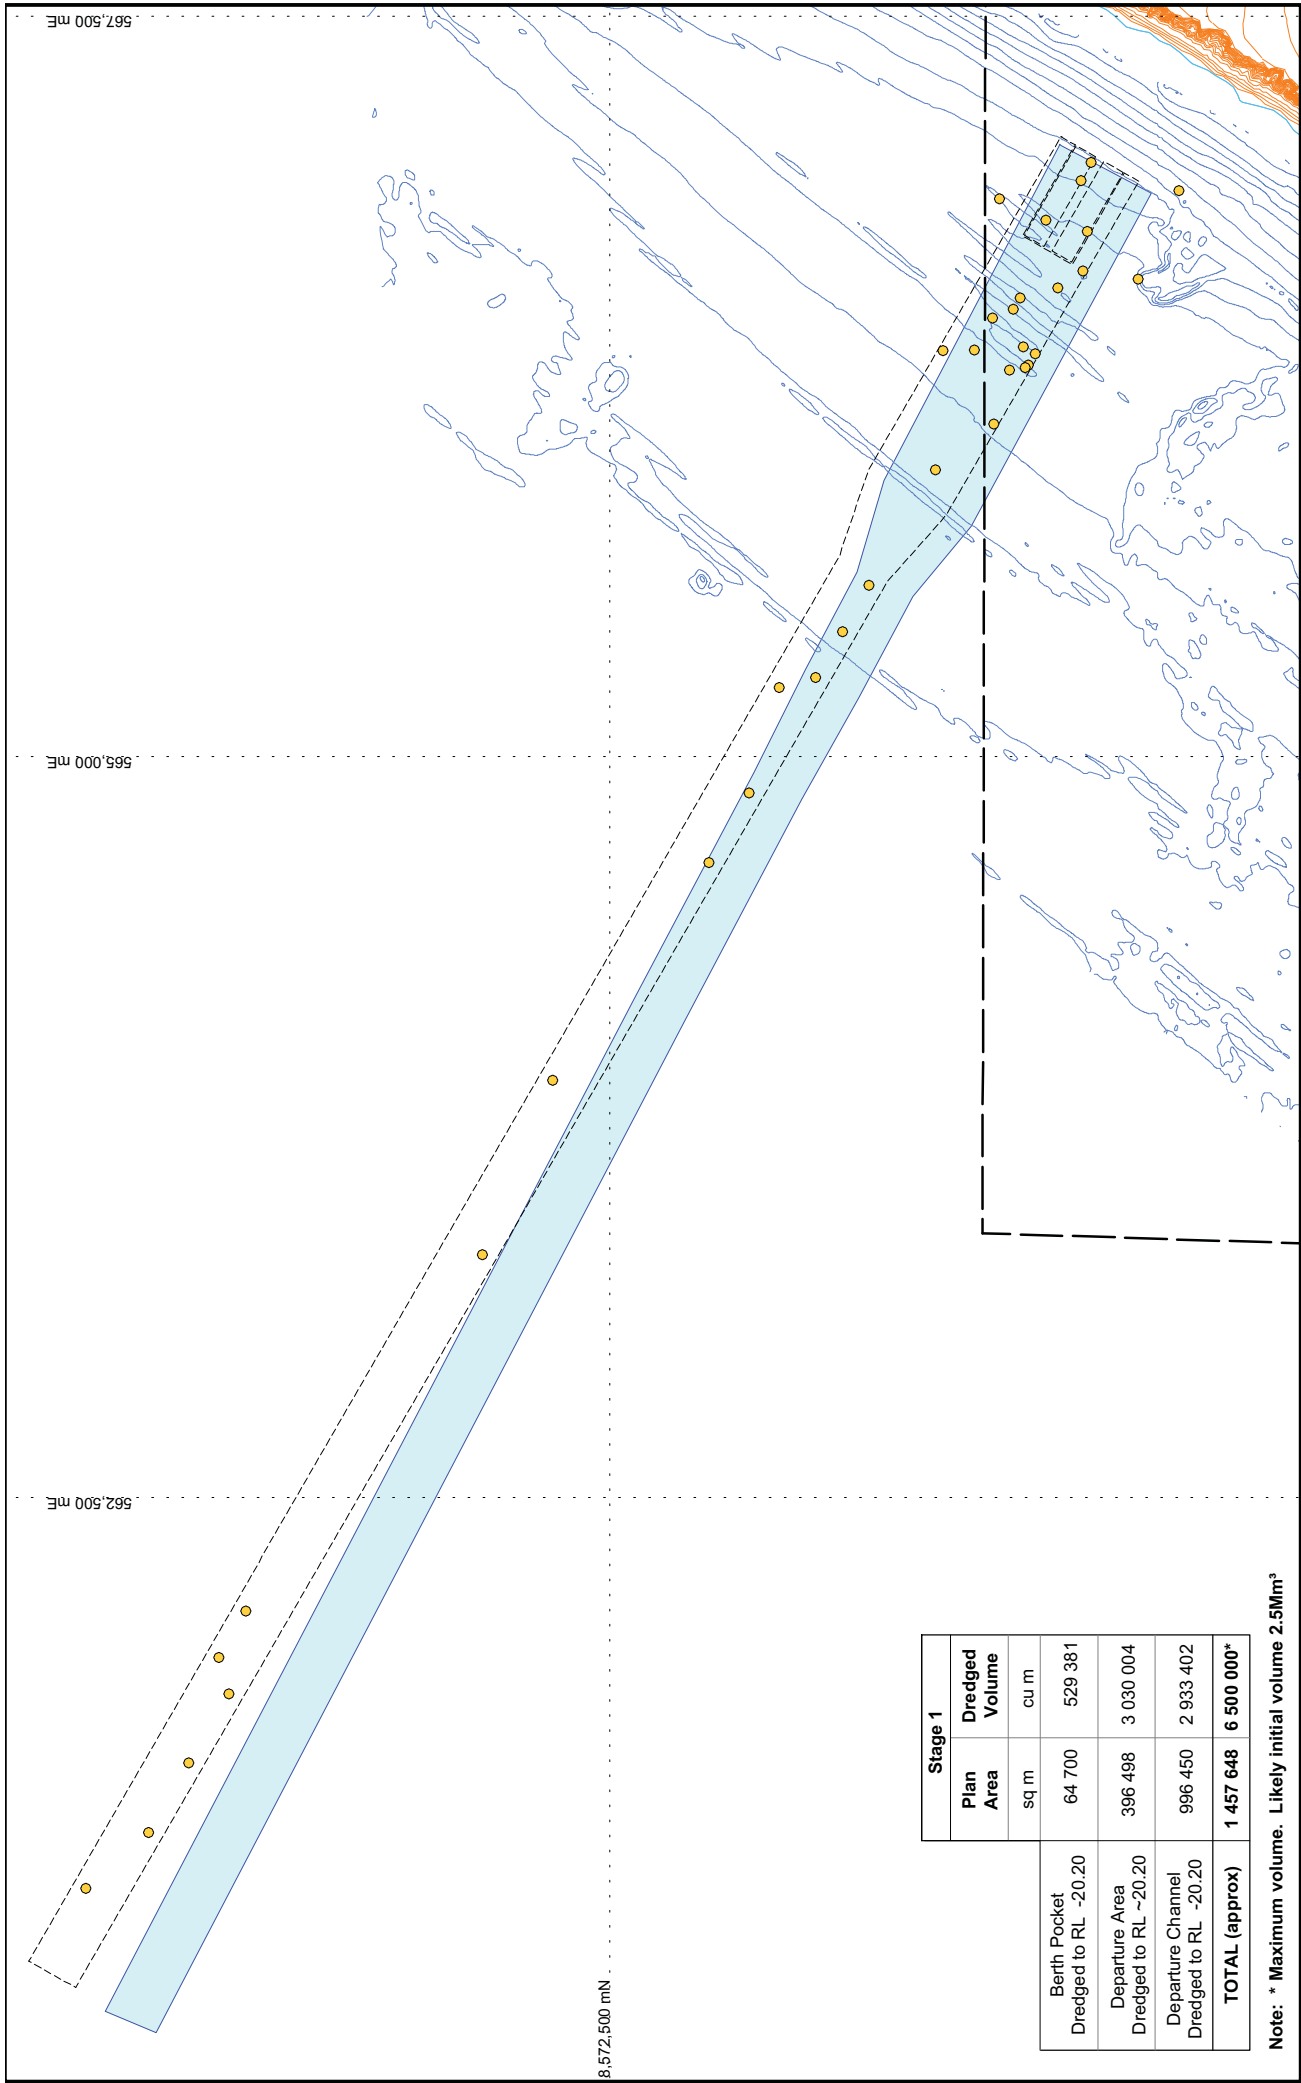 567,500 mE
565,000 mE
562,500 mE
8,572,500 mN
Stage 1
Plan Area
Dredged Volume
sq m
cu m
Berth Pocket
Dredged to RL -20.20
64 700
529 381
Departure Area
Dredged to RL ~20.20
396 498
3 030 004
Departure Channel
Dredged to RL -20.20
996 450
2 933 402
TOTAL (approx)
1 457 648
6 500 000*
Note: * Maximum volume. Likely initial volume 2.5Mm³